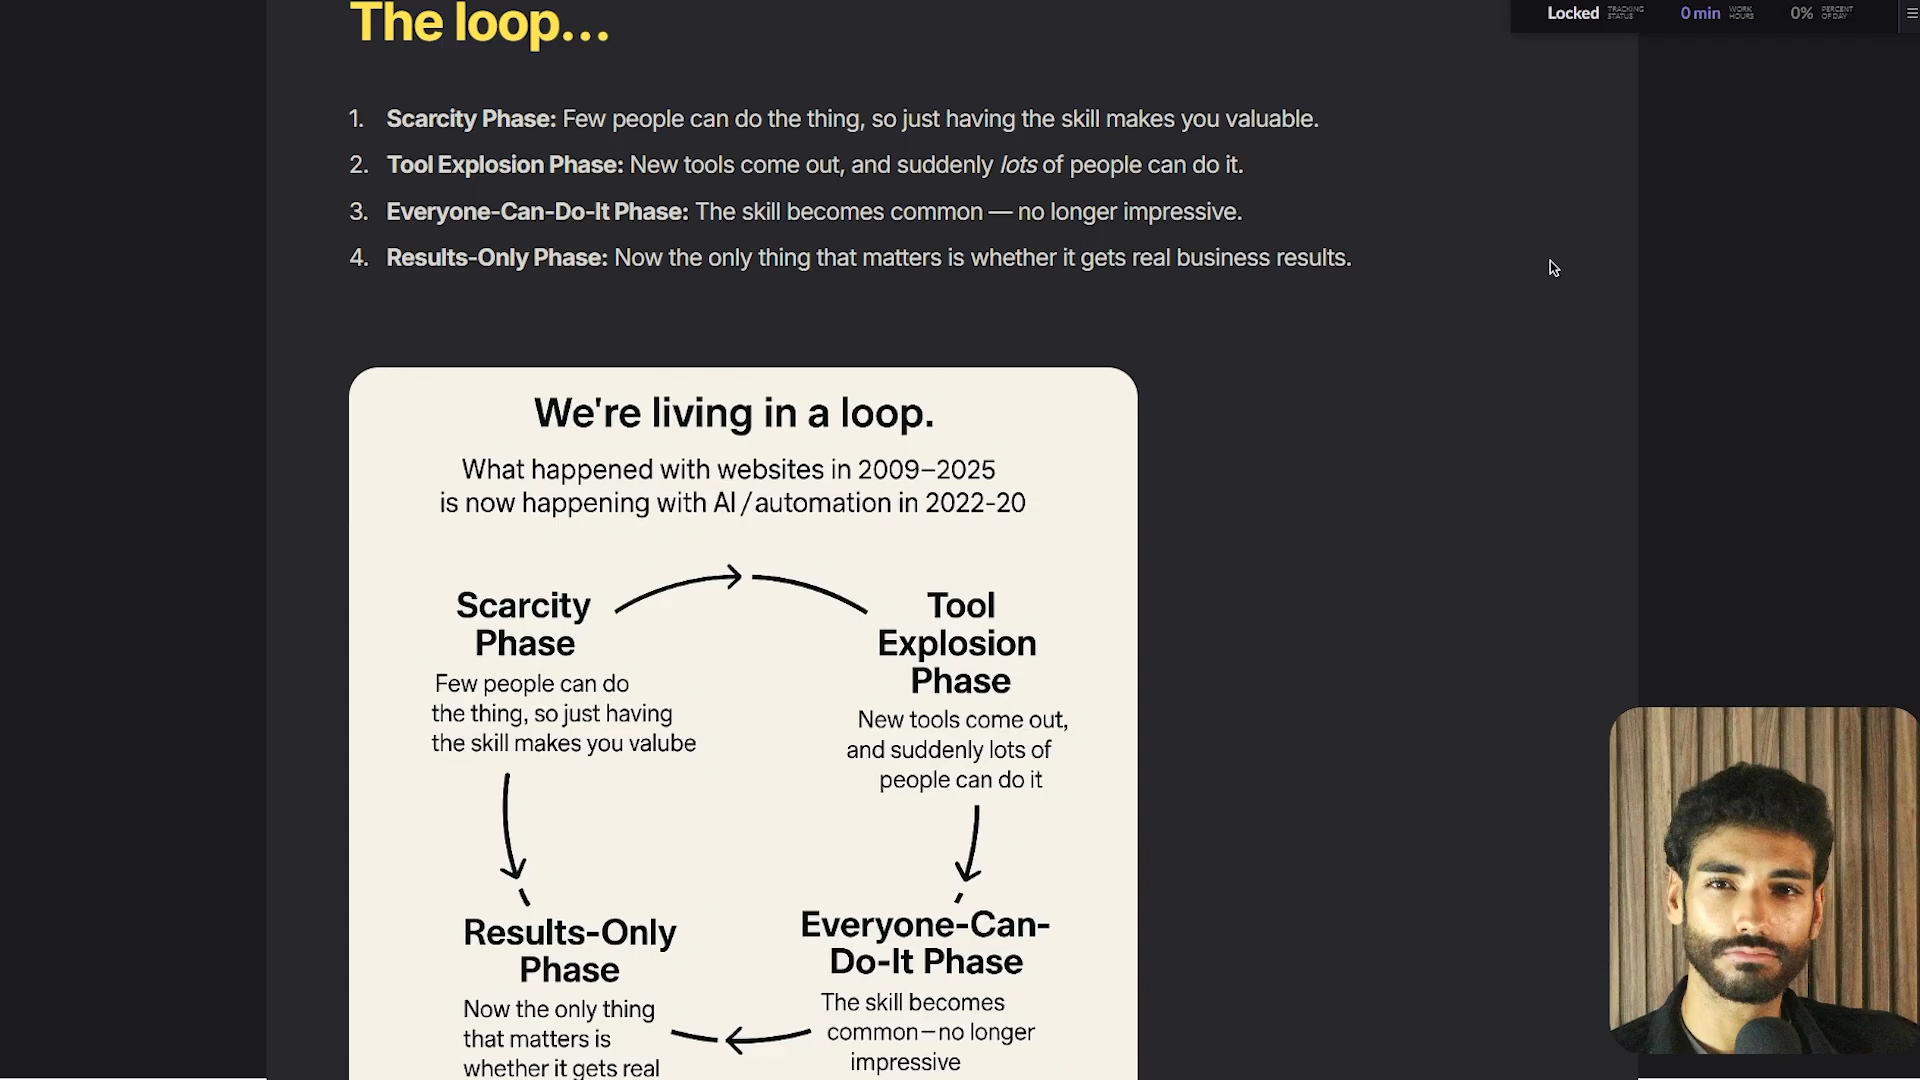 The loop...
Locked TRACKING STATUS 0 min WORK HOURS 0% PERCENT OF DAY
1. Scarcity Phase: Few people can do the thing, so just having the skill makes you valuable.
2. Tool Explosion Phase: New tools come out, and suddenly lots of people can do it.
3. Everyone-Can-Do-It Phase: The skill becomes common — no longer impressive.
4. Results-Only Phase: Now the only thing that matters is whether it gets real business results.
We're living in a loop.
What happened with websites in 2009–2025
is now happening with AI/automation in 2022-20
Scarcity
Phase
Few people can do
the thing, so just having
the skill makes you valube
Tool
Explosion
Phase
New tools come out,
and suddenly lots of
people can do it
Results-Only
Phase
Now the only thing
that matters is
whether it gets real
Everyone-Can-
Do-It Phase
The skill becomes
common–no longer
impressive